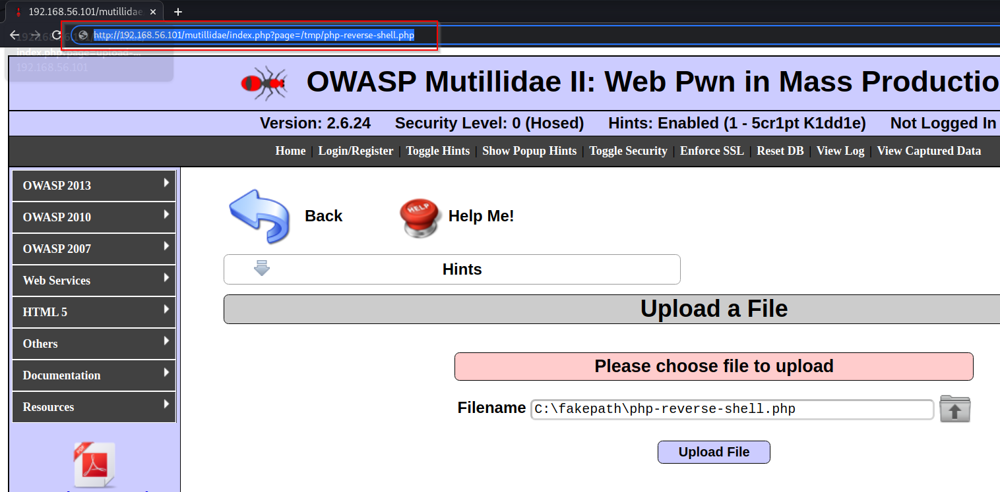 192.168.56.101/mutillidae
http://192.168.56.101/mutillidae/index.php?page=/tmp/php-reverse-shell.php
index.php?page=upload-...
192.168.56.101
OWASP Mutillidae II: Web Pwn in Mass Productio
Version: 2.6.24 Security Level: 0 (Hosed) Hints: Enabled (1 - 5cr1pt K1dd1e) Not Logged In
Home | Login/Register | Toggle Hints | Show Popup Hints | Toggle Security | Enforce SSL | Reset DB | View Log | View Captured Data
OWASP 2013
OWASP 2010
OWASP 2007
Web Services
HTML 5
Others
Documentation
Resources
PDF
Back
HELP
Help Me!
Hints
Upload a File
Please choose file to upload
Filename C:\fakepath\php-reverse-shell.php
Upload File